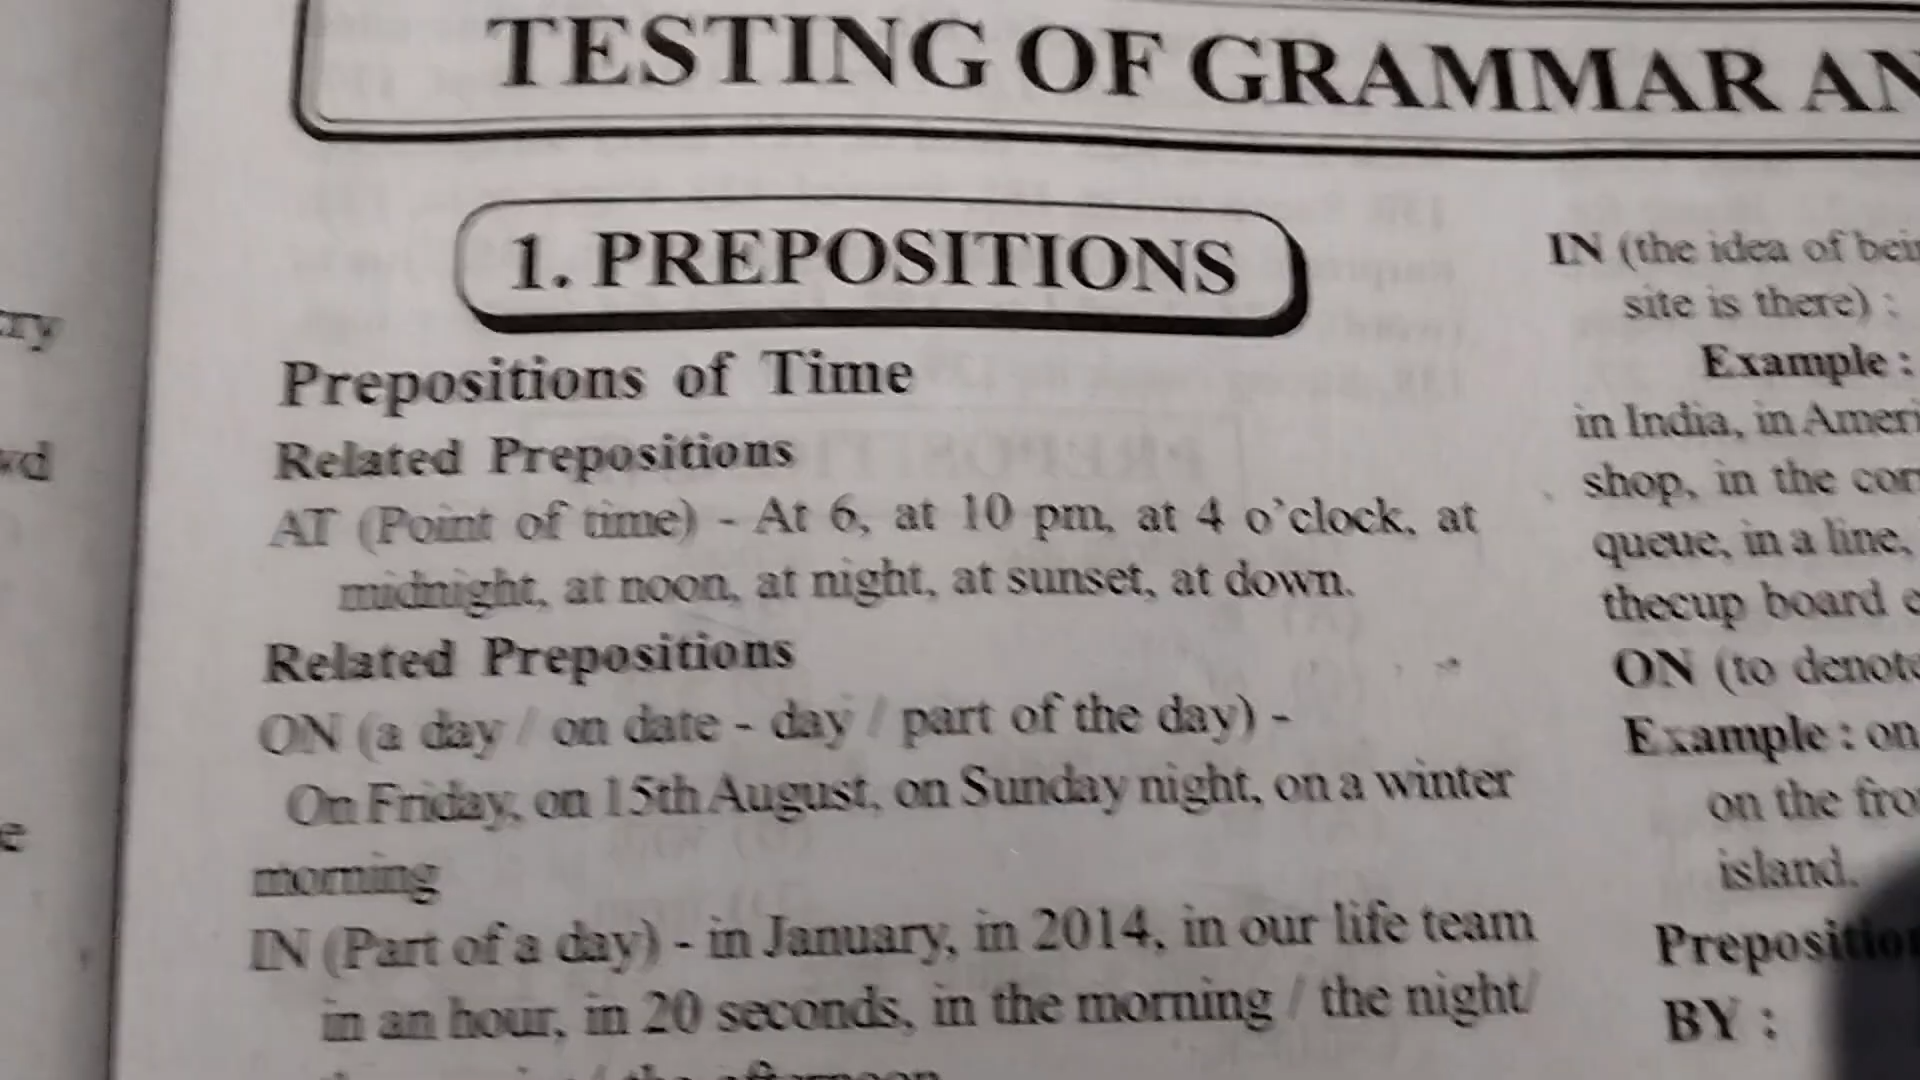 TESTING OF GRAMMAR AN
1. PREPOSITIONS
Prepositions of Time
Related Prepositions
AT (Point of time) - At 6, at 10 pm, at 4 o'clock, at
midnight, at noon, at night, at sunset, at down.
Related Prepositions
ON (a day / on date - day / part of the day) -
On Friday, on 15th August, on Sunday night, on a winter
morning
IN (Part of a day) - in January, in 2014, in our life team
in an hour, in 20 seconds, in the morning / the night/
/ the afternoon
IN (the idea of bein
site is there) :
Example :
in India, in Ameri
shop, in the cor
queue, in a line,
thecup board
ON (to denote
Example : on
on the fro
island.
Preposition
BY :